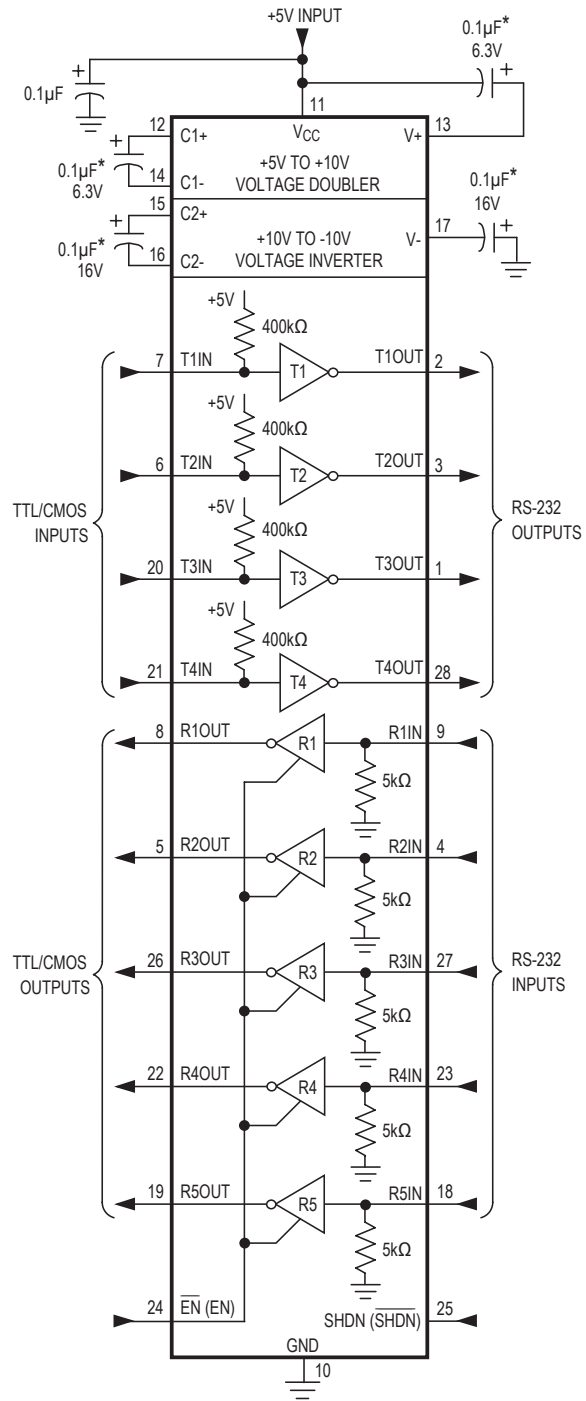 +5V INPUT
0.1µF*
6.3V
0.1µF
11
12
C1+
VCC
V+
13
0.1µF*
6.3V
+5V TO +10V
VOLTAGE DOUBLER
14
C1-
15
C2+
0.1µF*
16V
0.1µF*
16V
16
C2-
+10V TO -10V
VOLTAGE INVERTER
V-
17
+5V
400kΩ
7
T1IN
T1
T1OUT
2
+5V
400kΩ
6
T2IN
T2
T2OUT
3
TTL/CMOS
INPUTS
RS-232
OUTPUTS
+5V
400kΩ
20
T3IN
T3
T3OUT
1
+5V
400kΩ
21
T4IN
T4
T4OUT
28
8
R1OUT
R1
R1IN
9
5kΩ
5
R2OUT
R2
R2IN
4
5kΩ
TTL/CMOS
OUTPUTS
RS-232
INPUTS
26
R3OUT
R3
R3IN
27
5kΩ
22
R4OUT
R4
R4IN
23
5kΩ
19
R5OUT
R5
R5IN
18
5kΩ
24
EN (EN)
SHDN (SHDN)
25
GND
10